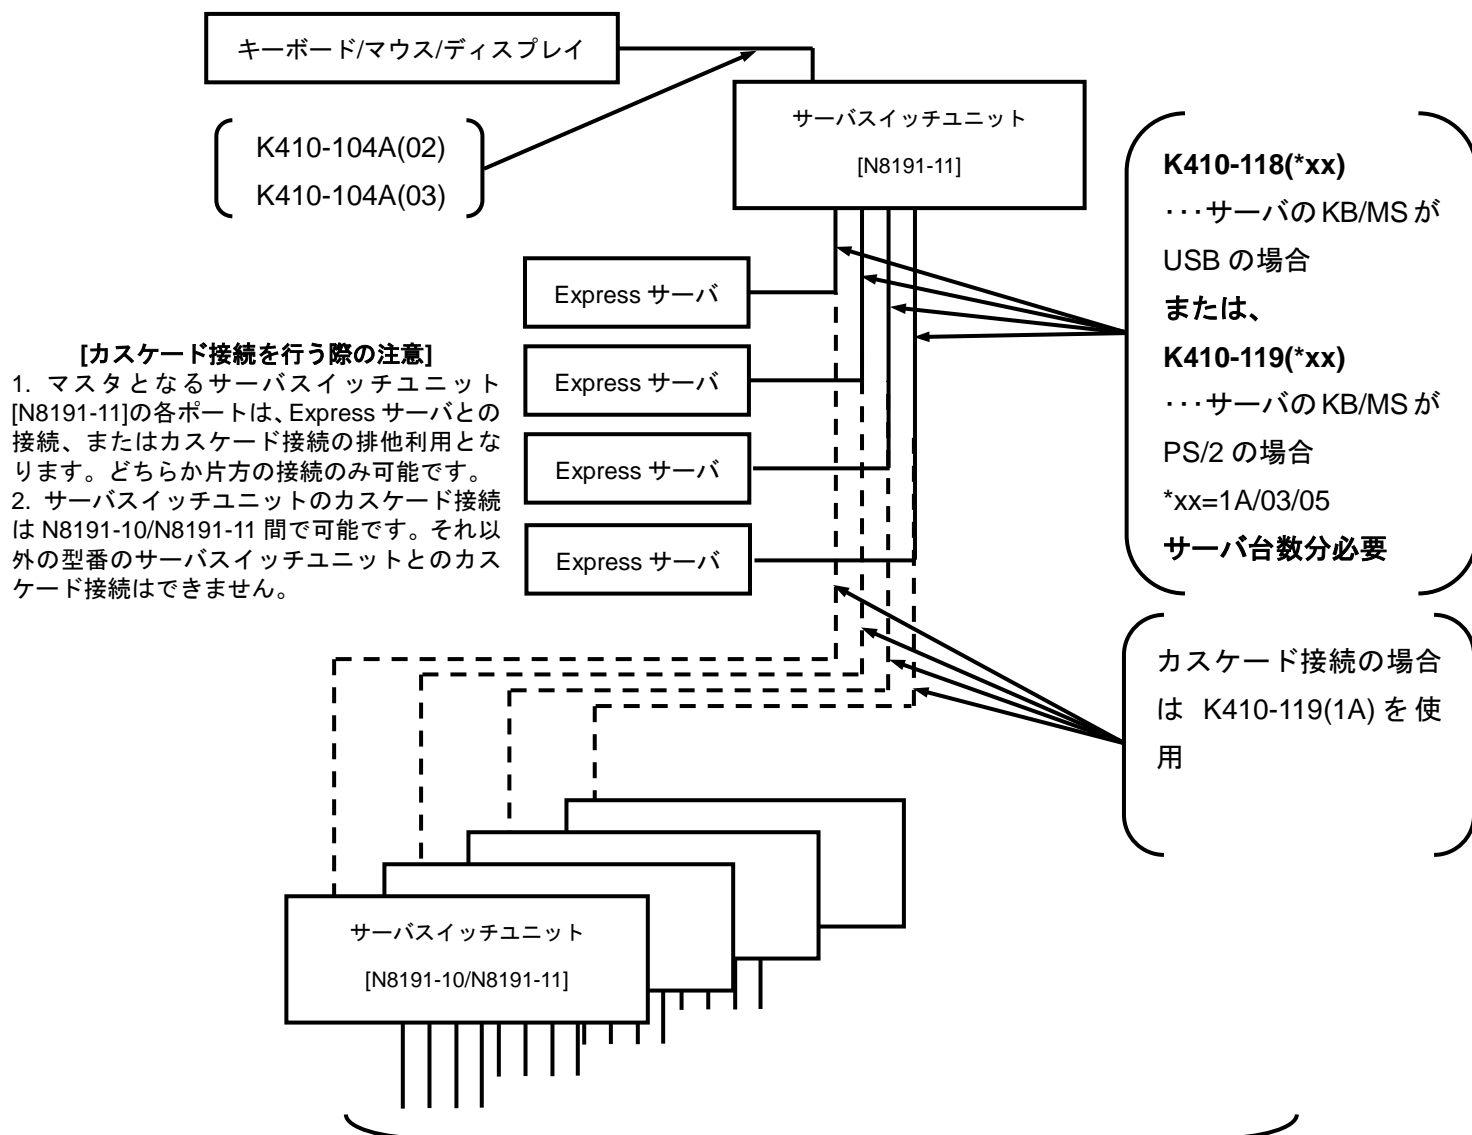 キーボード/マウス/ディスプレイ
K410-104A(02)
K410-104A(03)
サーバスイッチユニット
[N8191-11]
K410-118(*xx)
･･･サーバの KB/MS が
USB の場合
または、
K410-119(*xx)
･･･サーバの KB/MS が
PS/2 の場合
*xx=1A/03/05
サーバ台数分必要
Express サーバ
Express サーバ
Express サーバ
Express サーバ
[カスケード接続を行う際の注意]
1. マスタとなるサーバスイッチユニット
[N8191-11]の各ポートは、Express サーバとの
接続、またはカスケード接続の排他利用とな
ります。どちらか片方の接続のみ可能です。
2. サーバスイッチユニットのカスケード接続
は N8191-10/N8191-11 間で可能です。それ以
外の型番のサーバスイッチユニットとのカス
ケード接続はできません。
カスケード接続の場合
は K410-119(1A) を使
用
サーバスイッチユニット
[N8191-10/N8191-11]